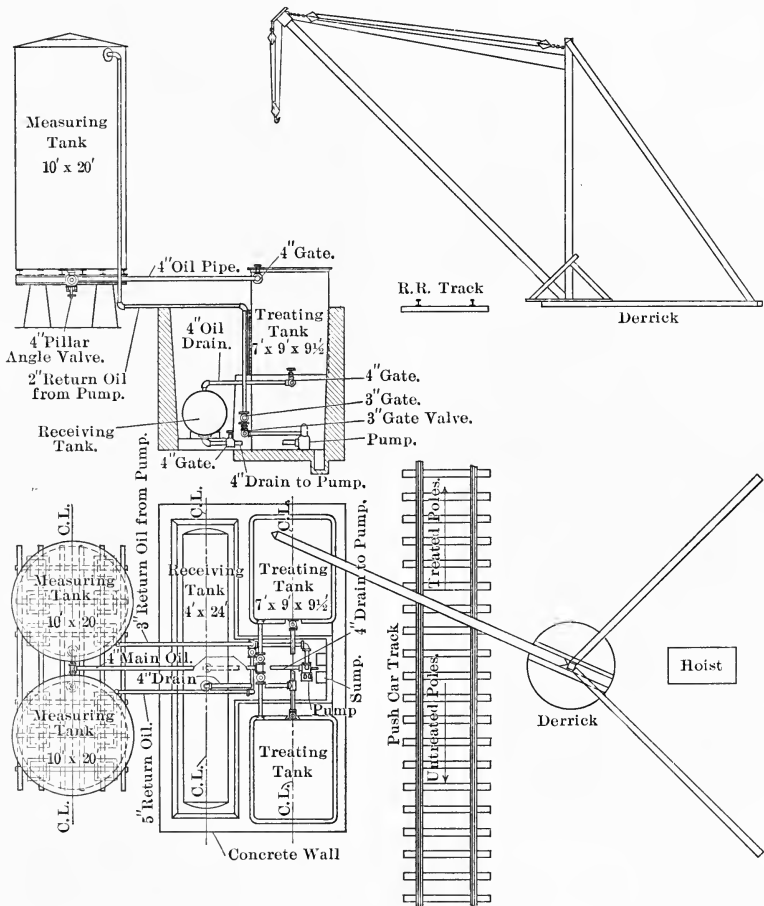 Measuring
Tank
10' x 20'
4" Gate.
4" Oil Pipe.
R.R. Track
Derrick
4" Pillar
Angle Valve.
4" Oil
Drain.
Treating
Tank
7' x 9' x 9½'
2" Return Oil
from Pump.
4" Gate.
3" Gate.
3" Gate Valve.
Receiving
Tank.
Pump.
4" Gate.
4" Drain to Pump.
C.L.
3" Return Oil from Pump.
C.L.
C.L.
4" Drain to Pump.
Measuring
Tank
10' x 20
Receiving
Tank
4' x 24'
Treating
Tank
7' x 9' x 9½'
Treated Poles.
4" Main Oil.
4" Drain
Sump.
Pump
Push Car Track
Hoist
Derrick
Measuring
Tank
10' x 20
5" Return Oil.
Treating
Tank
Untreated Poles.
C.L.
C.L.
C.L.
Concrete Wall